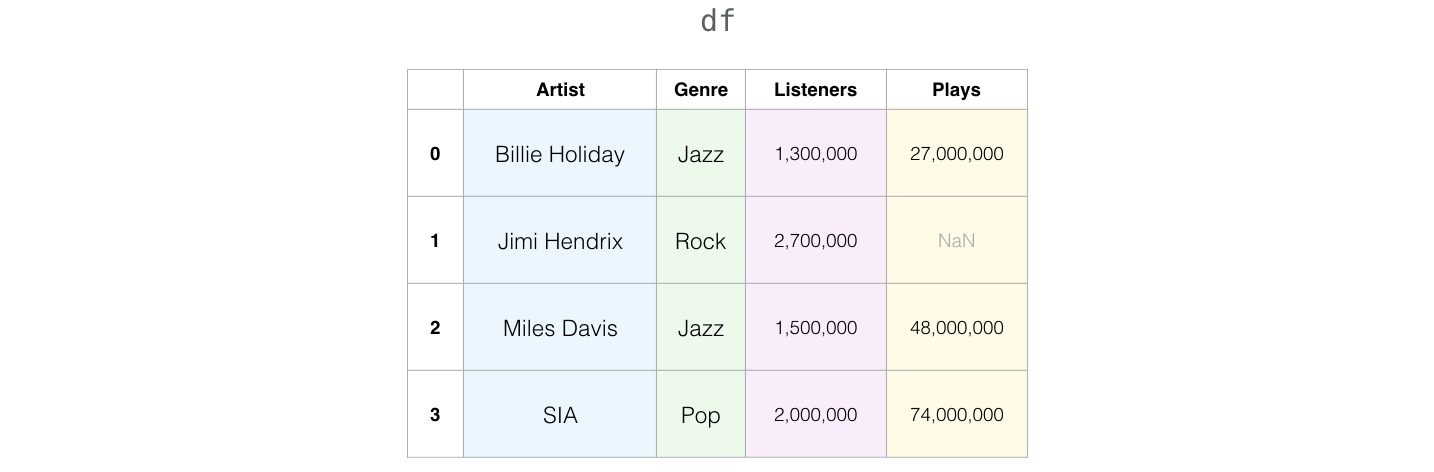 df
Artist Genre Listeners Plays
0 Billie Holiday Jazz 1,300,000 27,000,000
1 Jimi Hendrix Rock 2,700,000 NaN
2 Miles Davis Jazz 1,500,000 48,000,000
3 SIA Pop 2,000,000 74,000,000